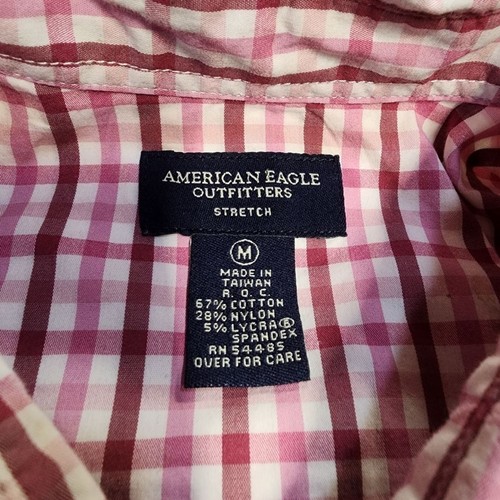 AMERICAN EAGLE
OUTFITTERS
STRETCH
M
MADE IN
TAIWAN
R. O. C.
67% COTTON
28% NYLON
5% LYCRA®
SPANDEX
RN 54485
OVER FOR CARE